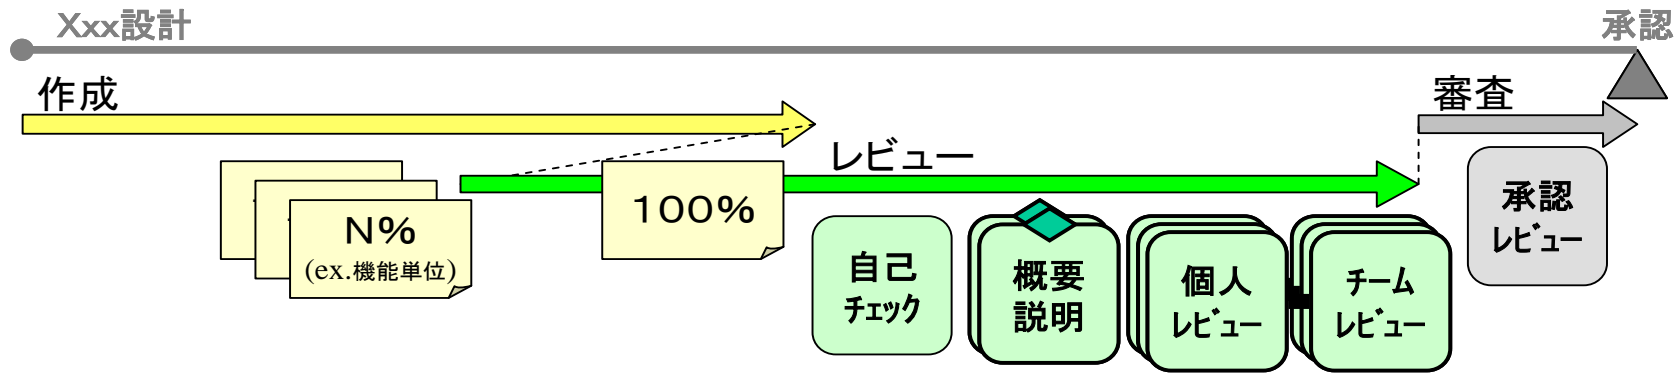 Xxx設計
承認
作成
審査
レビュー
N%
(ex.機能単位)
100%
自己
チェック
概要
説明
個人
レビュー
チーム
レビュー
承認
レビュー